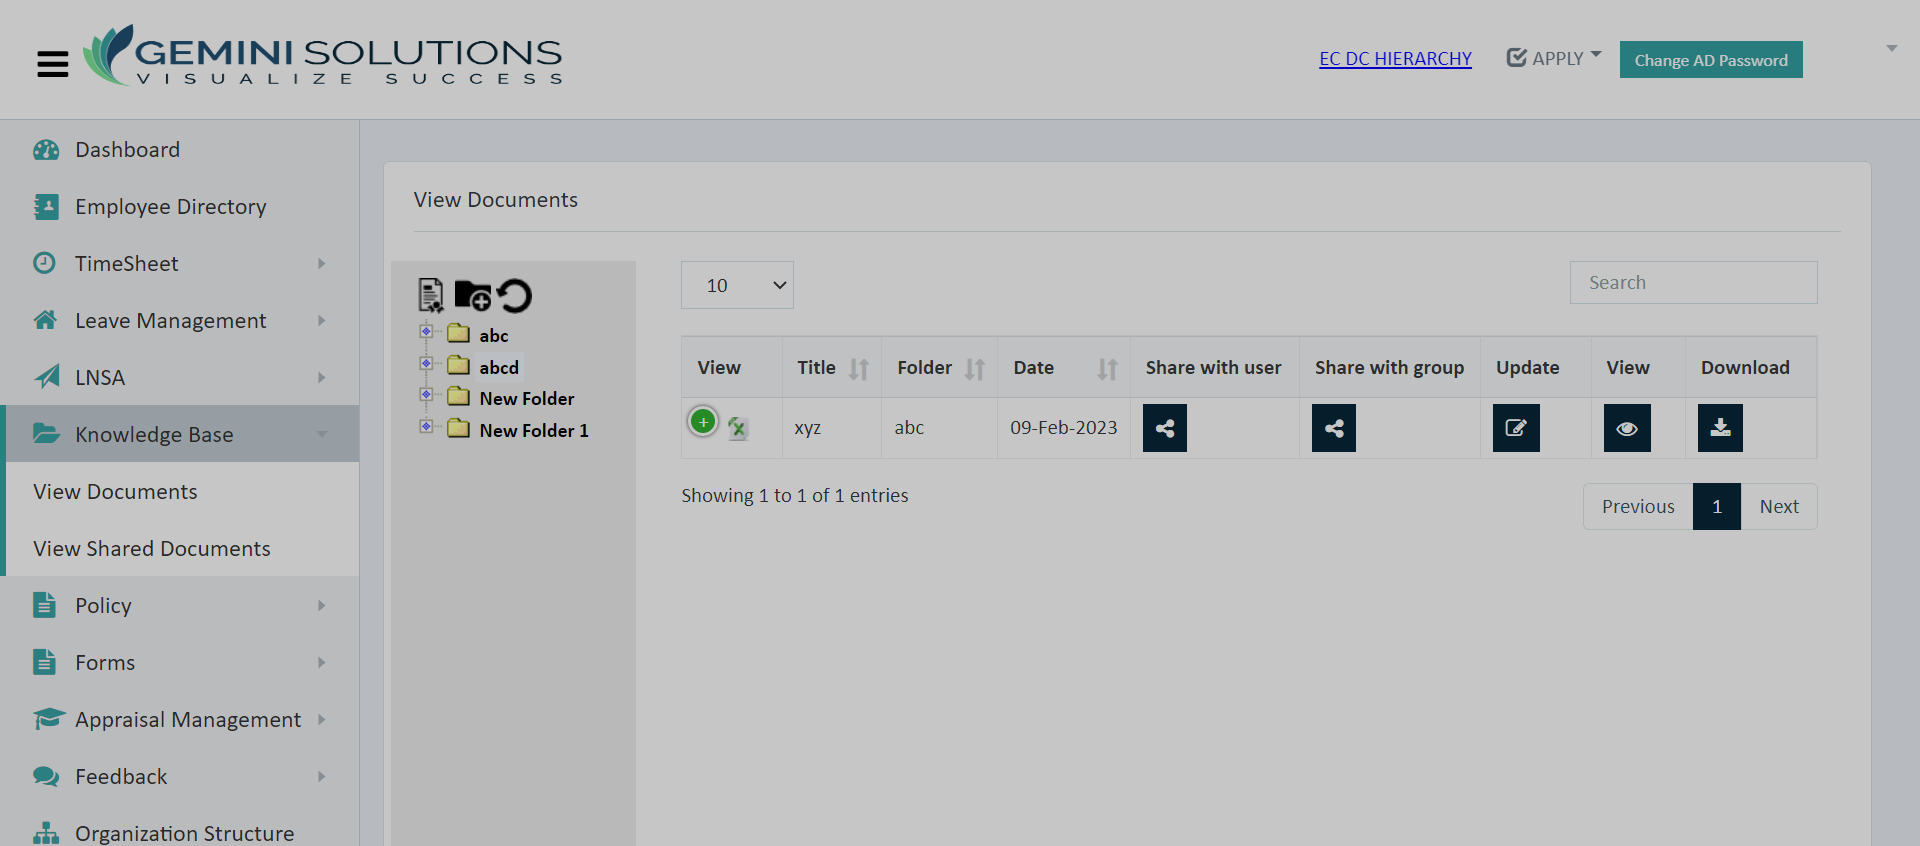 GEMINI SOLUTIONS
VISUALIZE SUCCESS
EC DC HIERARCHY
APPLY
Change AD Password
Dashboard
Employee Directory
TimeSheet
Leave Management
LNSA
Knowledge Base
View Documents
View Shared Documents
Policy
Forms
Appraisal Management
Feedback
Organization Structure
View Documents
abc
abcd
New Folder
New Folder 1
10
Search
View Title Folder Date Share with user Share with group Update View Download
xyz abc 09-Feb-2023
Showing 1 to 1 of 1 entries
Previous 1 Next